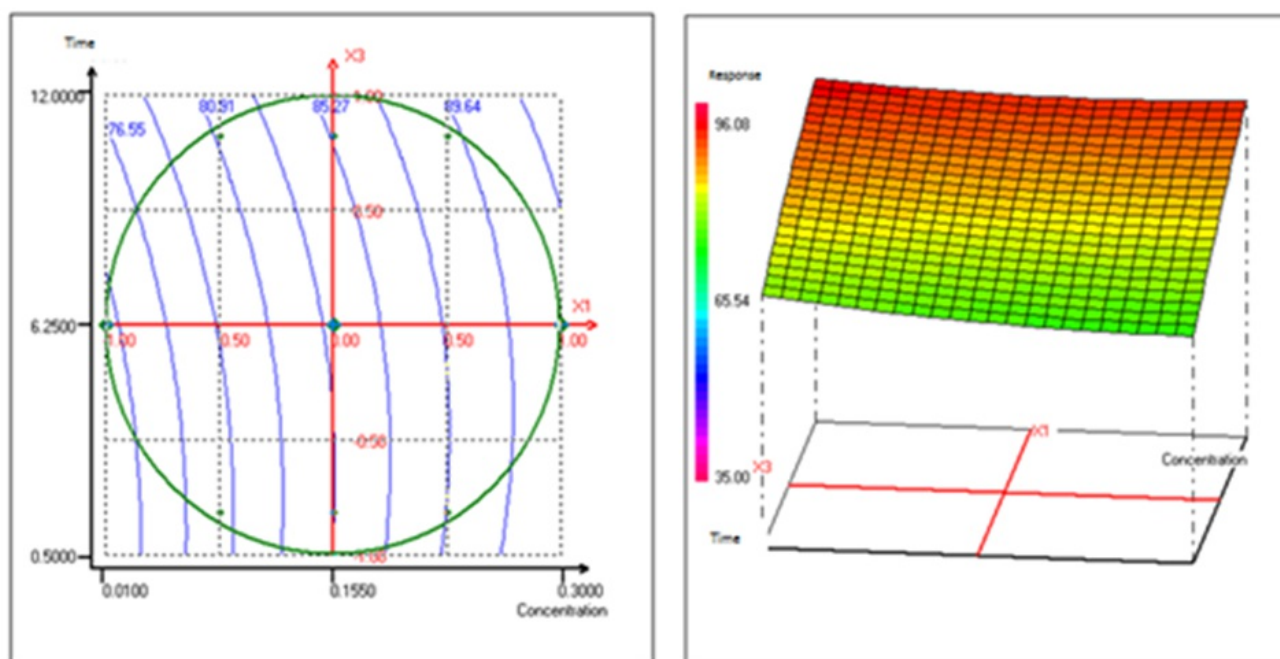 Time
X3
12.0000
1.00
76.55
80.91
85.27
89.64
0.50
X1
6.2500
1.00
0.50
0.00
0.50
1.00
-0.50
0.5000
-1.00
0.0100
0.1550
0.3000
Concentration
Response
96.08
65.54
35.00
X1
X3
Concentration
Time